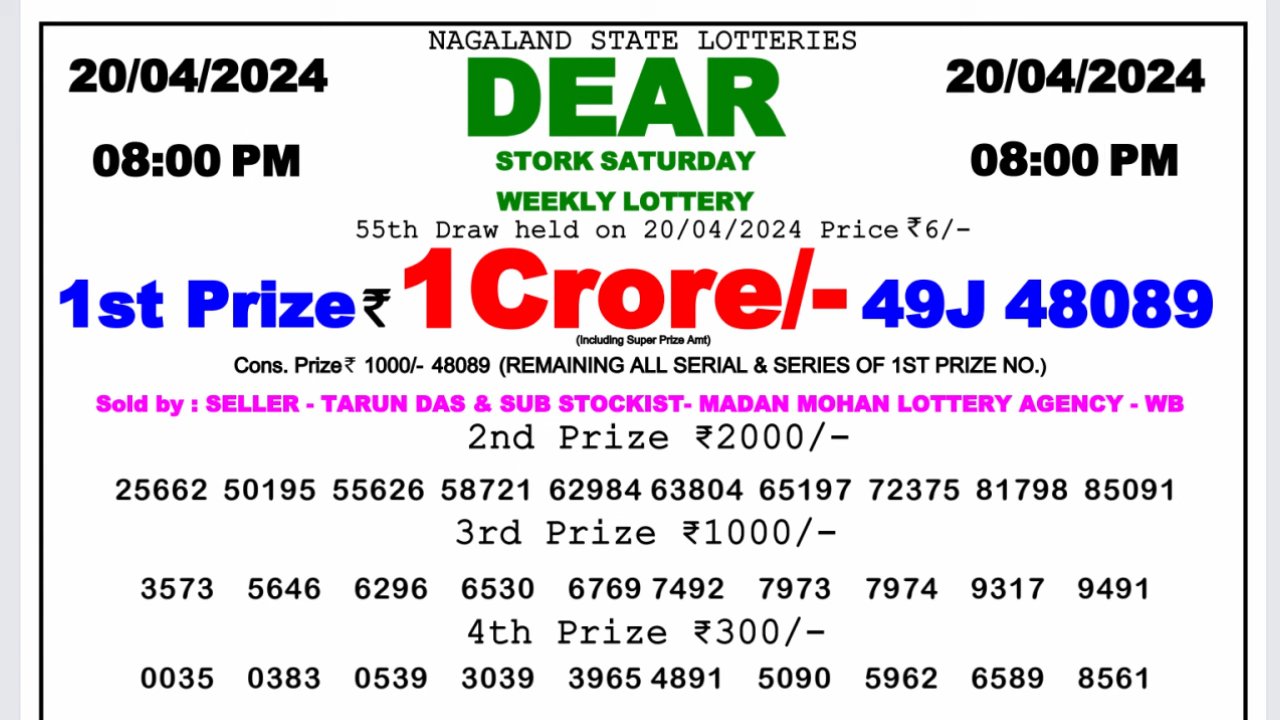 NAGALAND STATE LOTTERIES
20/04/2024 DEAR 20/04/2024
08:00 PM STORK SATURDAY 08:00 PM
WEEKLY LOTTERY
55th Draw held on 20/04/2024 Price ₹6/-
1st Prize ₹ 1Crore/- 49J 48089
(Including Super Prize Amt)
Cons. Prize ₹ 1000/- 48089 (REMAINING ALL SERIAL & SERIES OF 1ST PRIZE NO.)
Sold by : SELLER - TARUN DAS & SUB STOCKIST- MADAN MOHAN LOTTERY AGENCY - WB
2nd Prize ₹2000/-
25662 50195 55626 58721 62984 63804 65197 72375 81798 85091
3rd Prize ₹1000/-
3573 5646 6296 6530 6769 7492 7973 7974 9317 9491
4th Prize ₹300/-
0035 0383 0539 3039 3965 4891 5090 5962 6589 8561